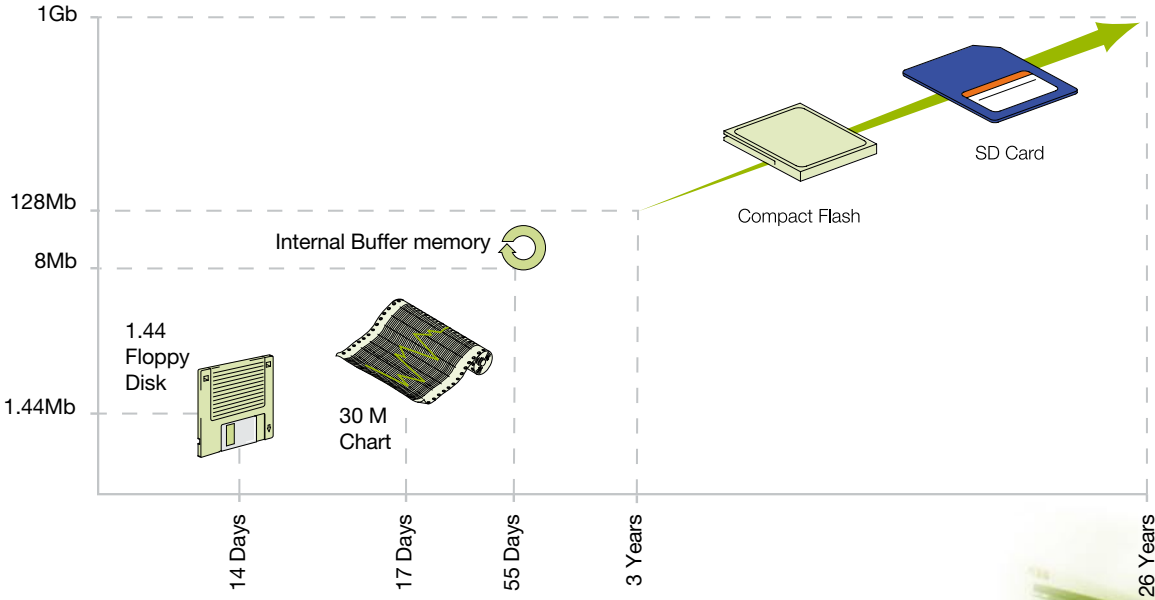 1Gb
SD Card
128Mb
Compact Flash
Internal Buffer memory
8Mb
1.44
Floppy
Disk
1.44Mb
30 M
Chart
14 Days
17 Days
55 Days
3 Years
26 Years